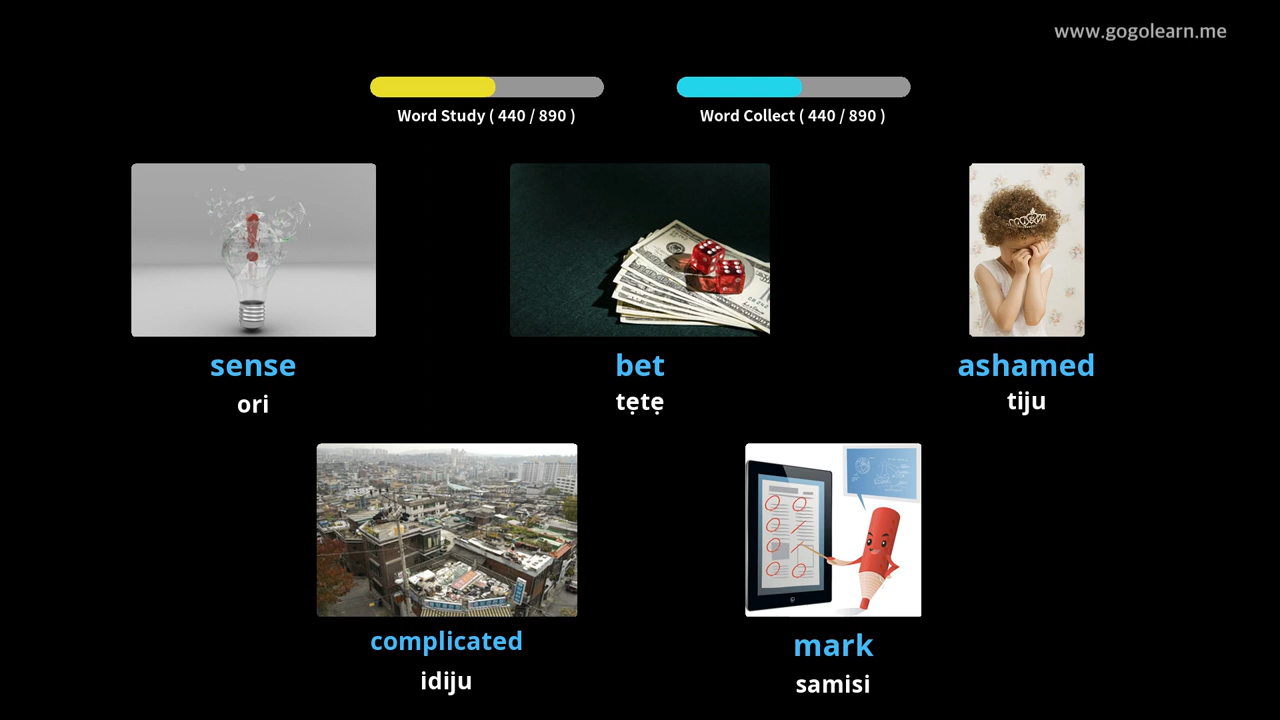 www.gogolearn.me
Word Study ( 440 / 890 )
Word Collect ( 440 / 890 )
sense
ori
bet
tẹtẹ
ashamed
tiju
complicated
idiju
mark
samisi